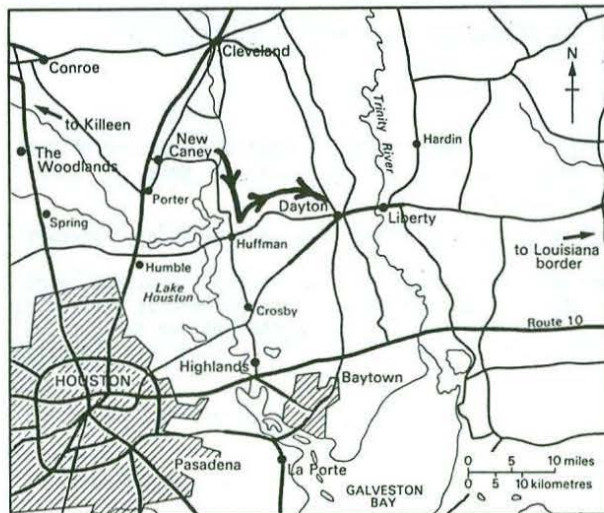 Cleveland
Conroe
N
to Killeen
Trinity
River
Hardin
The
Woodlands
New
Caney
Porter
Dayton
Liberty
Spring
Huffman
to Louisiana
border
Humble
Lake
Houston
Crosby
Route 10
Highlands
HOUSTON
Baytown
Pasadena
La Porte
GALVESTON
BAY
0 5 10 miles
0 5 10 kilometres